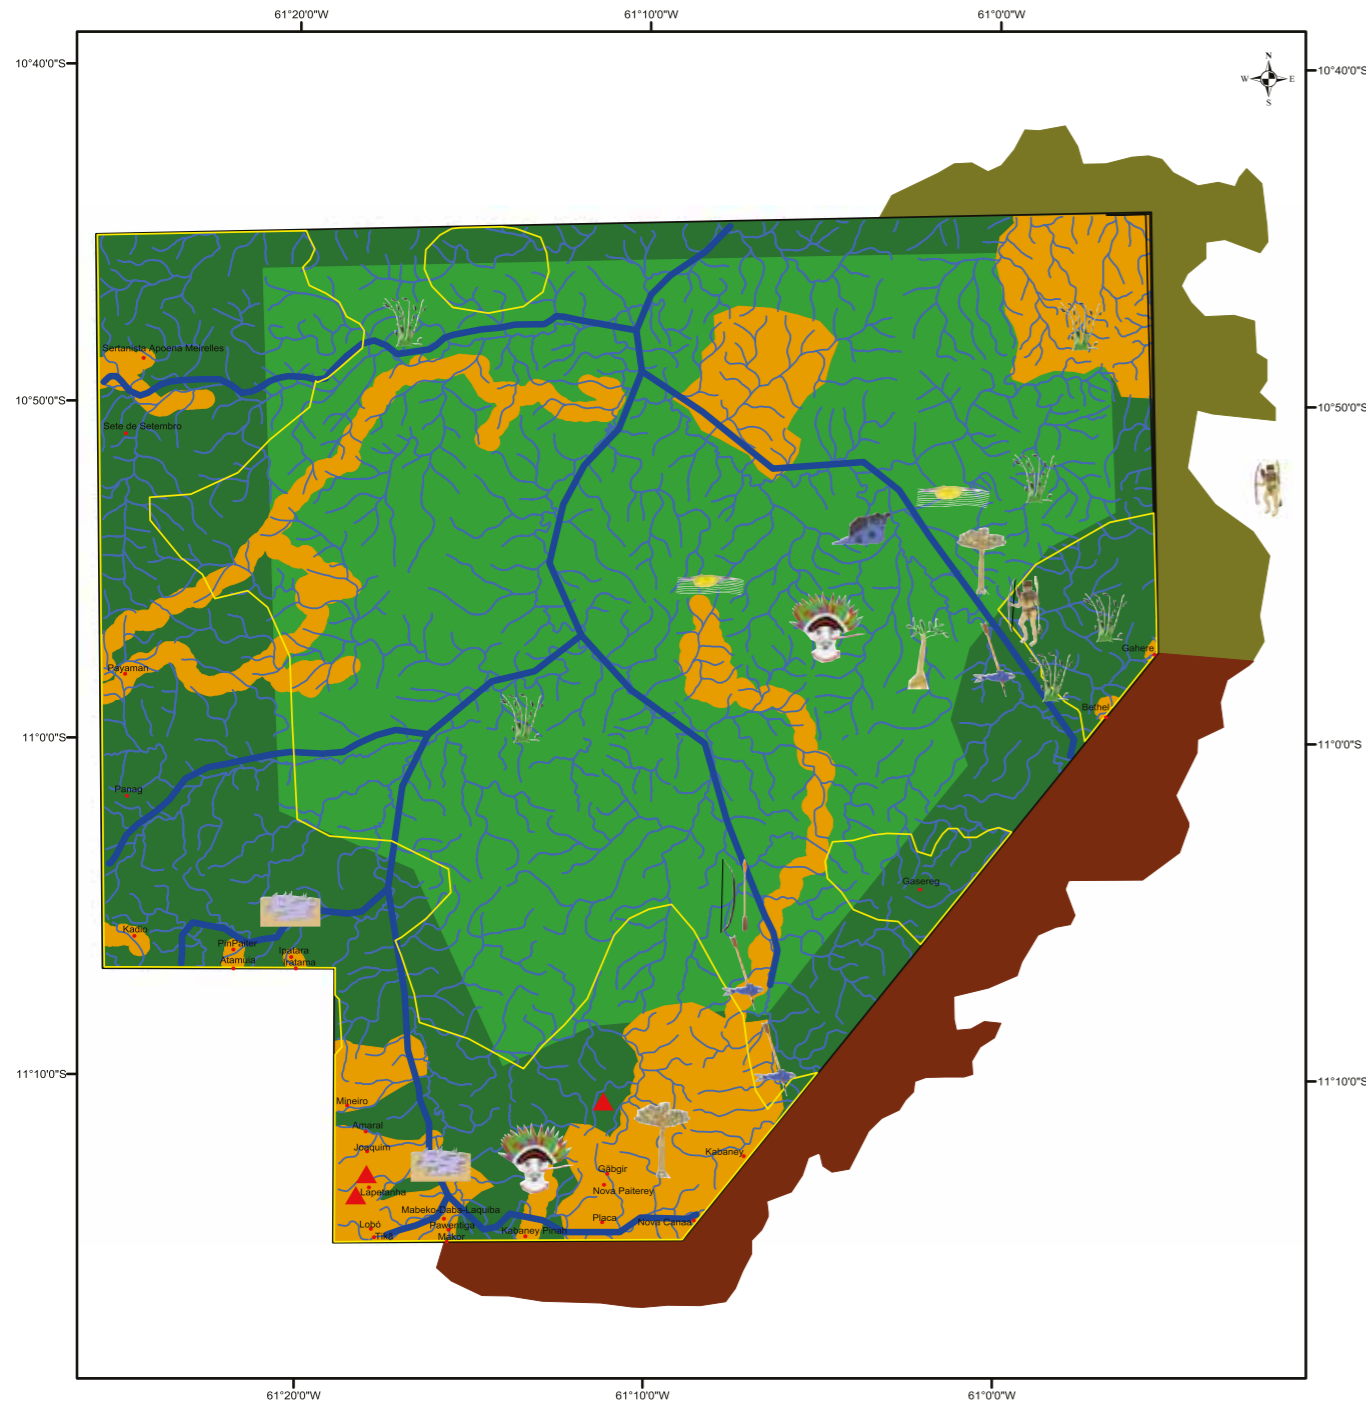 61°20'0"W
61°10'0"W
61°0'0"W
10°40'0"S
10°40'0"S
N
W
E
S
Sertanista Apoena Meirelles
10°50'0"S
10°50'0"S
Sete de Setembro
Gahere
Payaman
Bethel
11°0'0"S
11°0'0"S
Panag
Gasereg
Kadio
PinPaiter
Ipatara
Atamuia
Iratama
11°10'0"S
11°10'0"S
Mineiro
Amaral
Joaquim
Kabaney
Gãbgir
Lapetanha
Nova Paiterey
Mabeko-Daba-Laquiba
Placa
Nova Canaã
Lobó
Pawentiga
Kabaney Pinah
Tikã
Makor
61°20'0"W
61°10'0"W
61°0'0"W